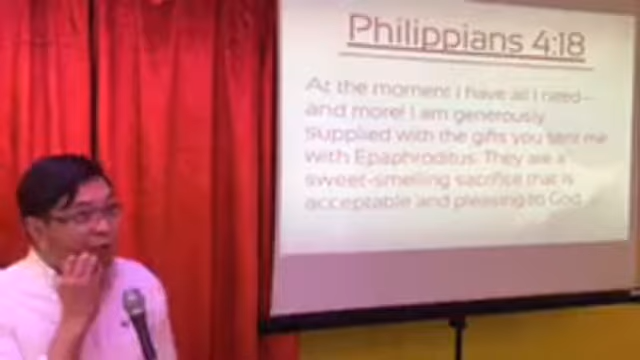 Philippians 4:18
At the moment I have all I need--
and more! I am generously
supplied with the gifts you sent me
with Epaphroditus. They are a
sweet-smelling sacrifice that is
acceptable and pleasing to God.